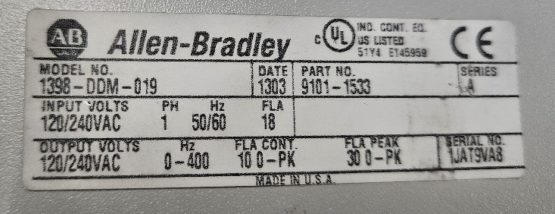 AB Allen-Bradley
c UL US IND. CONT. EQ.
LISTED
51Y4 E145959
CE
MODEL NO. DATE PART NO. SERIES
1398-DDM-019 1303 9101-1533 A
INPUT VOLTS PH Hz FLA
120/240VAC 1 50/60 18
OUTPUT VOLTS Hz FLA CONT. FLA PEAK SERIAL NO.
120/240VAC 0-400 10 0-PK 30 0-PK 1JAT9VA8
MADE IN U.S.A.